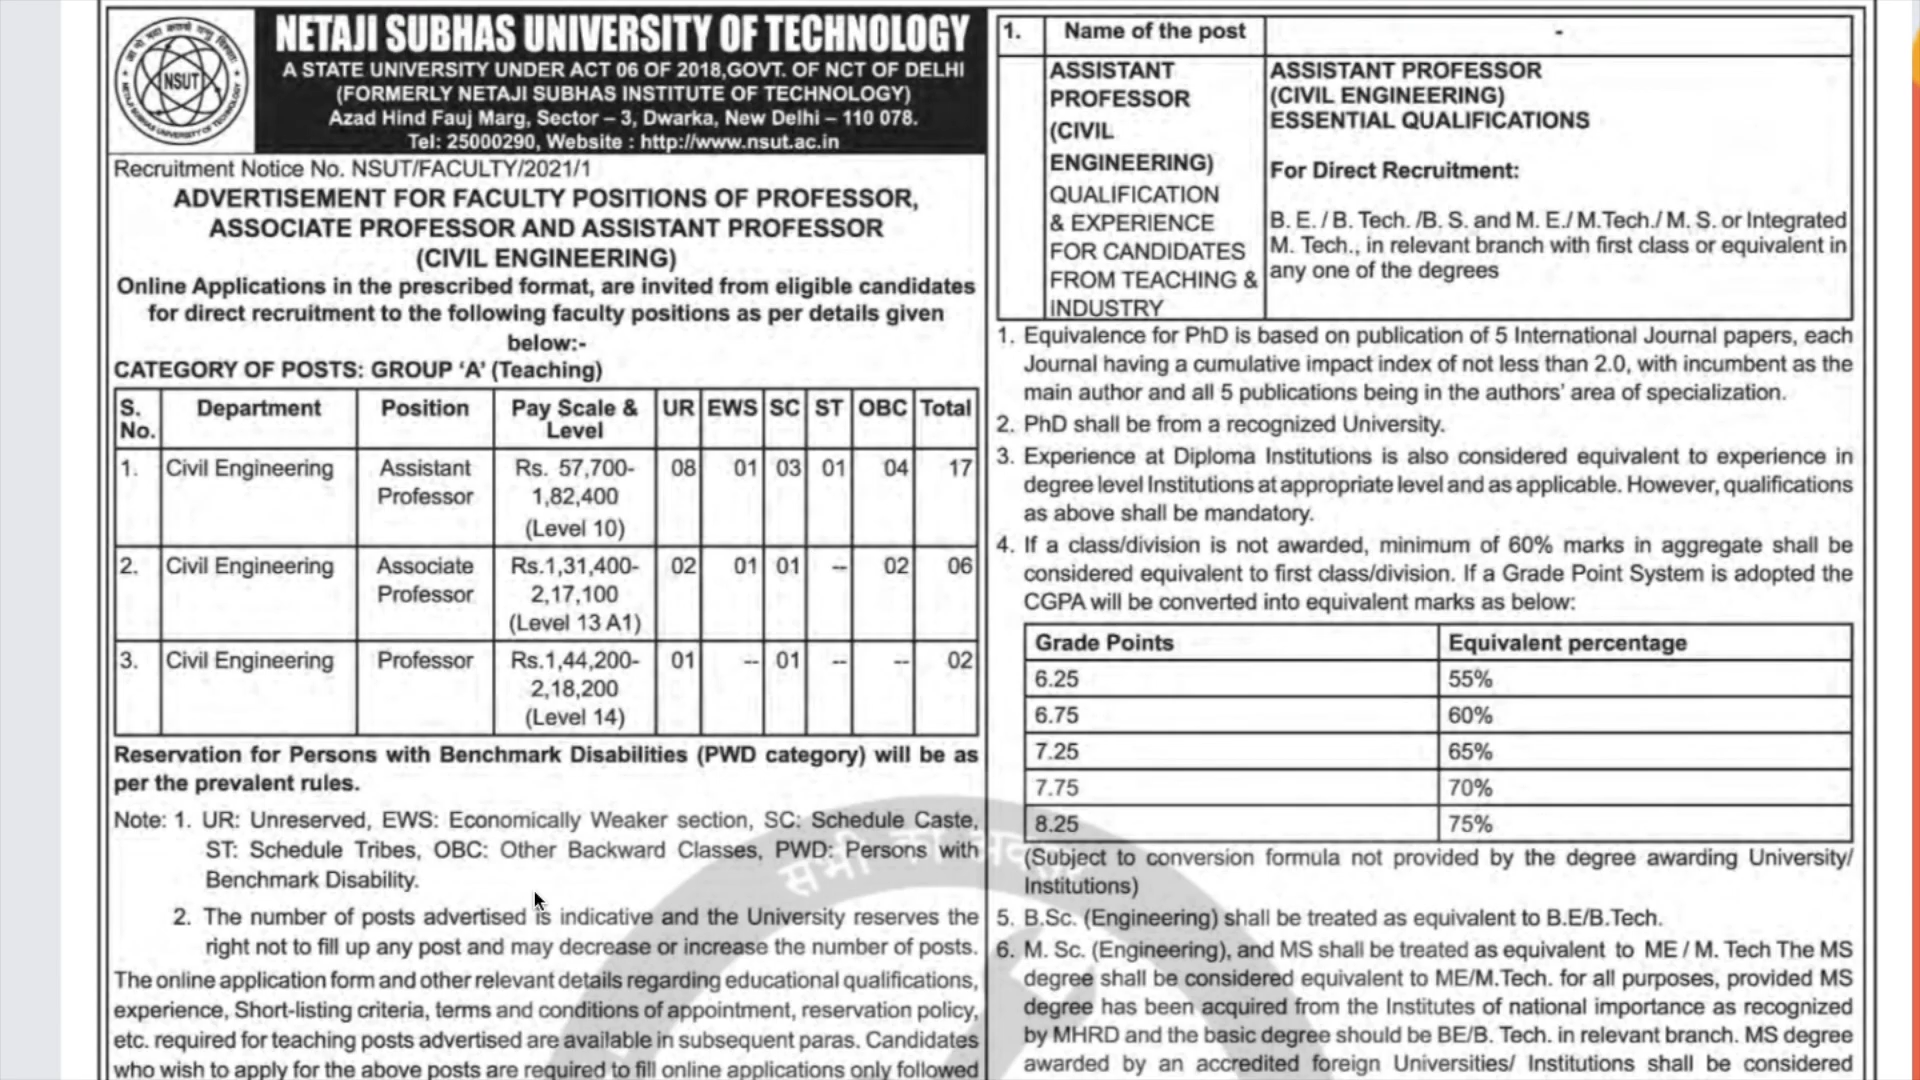 NETAJI SUBHAS UNIVERSITY OF TECHNOLOGY
A STATE UNIVERSITY UNDER ACT 06 OF 2018,GOVT. OF NCT OF DELHI
(FORMERLY NETAJI SUBHAS INSTITUTE OF TECHNOLOGY)
Azad Hind Fauj Marg, Sector – 3, Dwarka, New Delhi – 110 078.
Tel: 25000290, Website : http://www.nsut.ac.in
NSUT
Recruitment Notice No. NSUT/FACULTY/2021/1
ADVERTISEMENT FOR FACULTY POSITIONS OF PROFESSOR,
ASSOCIATE PROFESSOR AND ASSISTANT PROFESSOR
(CIVIL ENGINEERING)
Online Applications in the prescribed format, are invited from eligible candidates
for direct recruitment to the following faculty positions as per details given
below:-
CATEGORY OF POSTS: GROUP 'A' (Teaching)
S. No. Department Position Pay Scale & Level UR EWS SC ST OBC Total
1. Civil Engineering Assistant Professor Rs. 57,700-1,82,400 (Level 10) 08 01 03 01 04 17
2. Civil Engineering Associate Professor Rs.1,31,400-2,17,100 (Level 13 A1) 02 01 01 -- 02 06
3. Civil Engineering Professor Rs.1,44,200-2,18,200 (Level 14) 01 -- 01 -- -- 02
Reservation for Persons with Benchmark Disabilities (PWD category) will be as
per the prevalent rules.
Note: 1. UR: Unreserved, EWS: Economically Weaker section, SC: Schedule Caste,
ST: Schedule Tribes, OBC: Other Backward Classes, PWD: Persons with
Benchmark Disability.
2. The number of posts advertised is indicative and the University reserves the
right not to fill up any post and may decrease or increase the number of posts.
The online application form and other relevant details regarding educational qualifications,
experience, Short-listing criteria, terms and conditions of appointment, reservation policy,
etc. required for teaching posts advertised are available in subsequent paras. Candidates
who wish to apply for the above posts are required to fill online applications only followed
1. Name of the post -
ASSISTANT
PROFESSOR
(CIVIL
ENGINEERING)
QUALIFICATION
& EXPERIENCE
FOR CANDIDATES
FROM TEACHING &
INDUSTRY
ASSISTANT PROFESSOR
(CIVIL ENGINEERING)
ESSENTIAL QUALIFICATIONS
For Direct Recruitment:
B. E. / B. Tech. /B. S. and M. E./ M.Tech./ M. S. or Integrated
M. Tech., in relevant branch with first class or equivalent in
any one of the degrees
1. Equivalence for PhD is based on publication of 5 International Journal papers, each
Journal having a cumulative impact index of not less than 2.0, with incumbent as the
main author and all 5 publications being in the authors' area of specialization.
2. PhD shall be from a recognized University.
3. Experience at Diploma Institutions is also considered equivalent to experience in
degree level Institutions at appropriate level and as applicable. However, qualifications
as above shall be mandatory.
4. If a class/division is not awarded, minimum of 60% marks in aggregate shall be
considered equivalent to first class/division. If a Grade Point System is adopted the
CGPA will be converted into equivalent marks as below:
Grade Points Equivalent percentage
6.25 55%
6.75 60%
7.25 65%
7.75 70%
8.25 75%
(Subject to conversion formula not provided by the degree awarding University/
Institutions)
5. B.Sc. (Engineering) shall be treated as equivalent to B.E/B.Tech.
6. M. Sc. (Engineering), and MS shall be treated as equivalent to ME / M. Tech The MS
degree shall be considered equivalent to ME/M.Tech. for all purposes, provided MS
degree has been acquired from the Institutes of national importance as recognized
by MHRD and the basic degree should be BE/B. Tech. in relevant branch. MS degree
awarded by an accredited foreign Universities/ Institutions shall be considered
सभी का